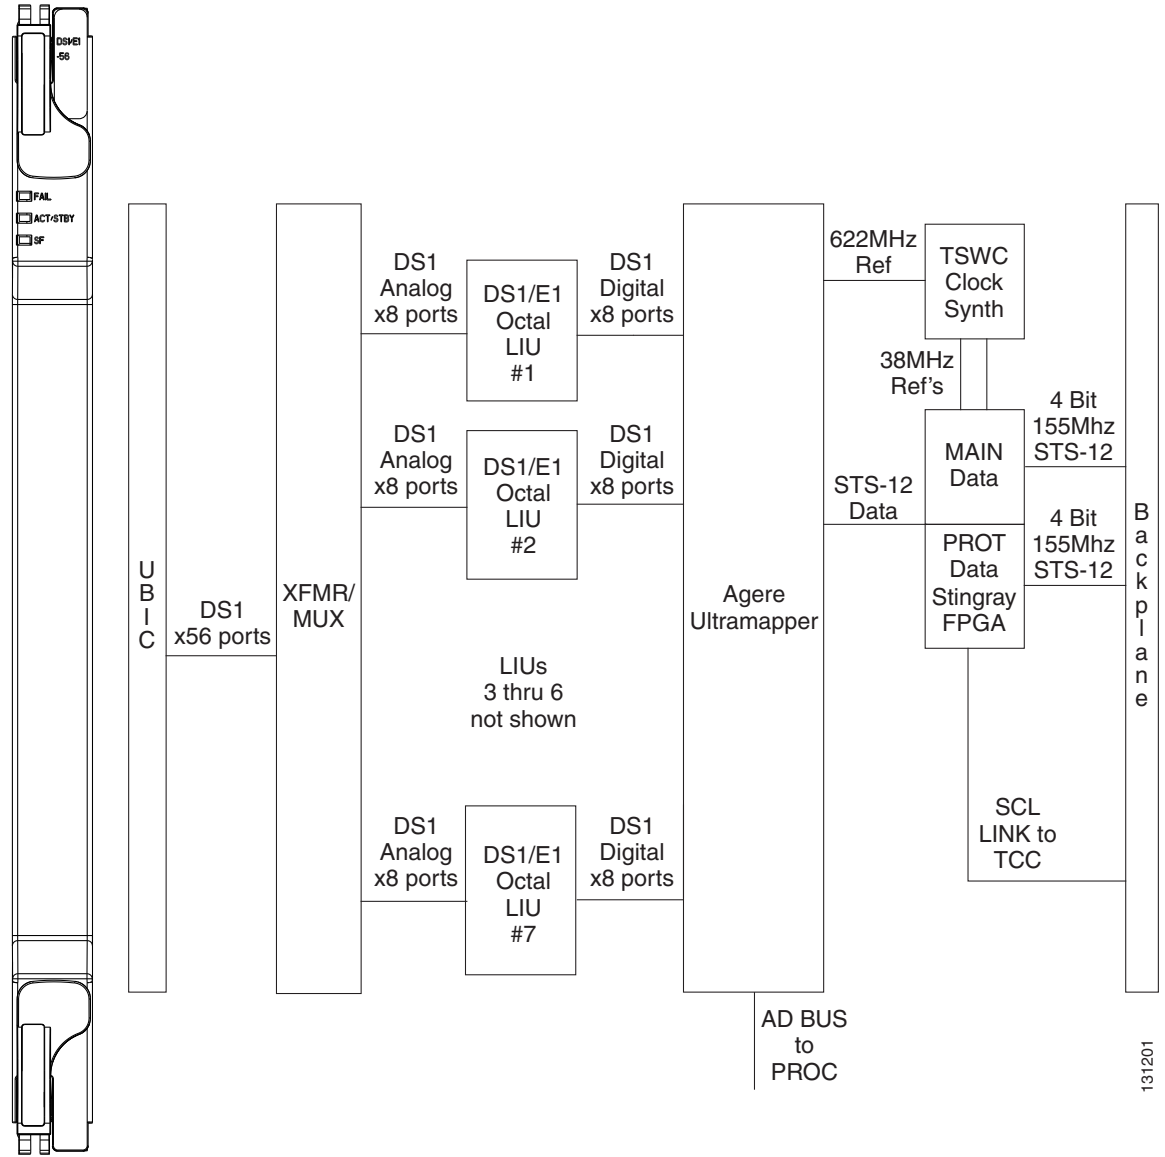 DS1/E1
-56
FAIL
ACT/STBY
SF
UBIC
DS1
x56 ports
XFMR/
MUX
DS1
Analog
x8 ports
DS1/E1
Octal
LIU
#1
DS1
Digital
x8 ports
DS1
Analog
x8 ports
DS1/E1
Octal
LIU
#2
DS1
Digital
x8 ports
LIUs
3 thru 6
not shown
DS1
Analog
x8 ports
DS1/E1
Octal
LIU
#7
DS1
Digital
x8 ports
Agere
Ultramapper
AD BUS
to
PROC
622MHz
Ref
TSWC
Clock
Synth
38MHz
Ref's
STS-12
Data
MAIN
Data
PROT
Data
Stingray
FPGA
4 Bit
155Mhz
STS-12
4 Bit
155Mhz
STS-12
SCL
LINK to
TCC
Backplane
131201